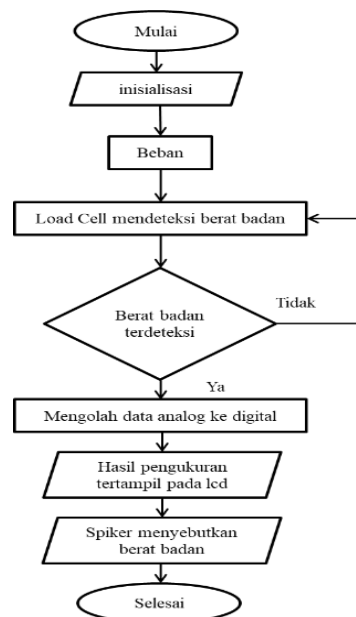 Mulai
inisialisasi
Beban
Load Cell mendeteksi berat badan
Berat badan
terdeteksi
Tidak
Ya
Mengolah data analog ke digital
Hasil pengukuran
tertampil pada lcd
Spiker menyebutkan
berat badan
Selesai